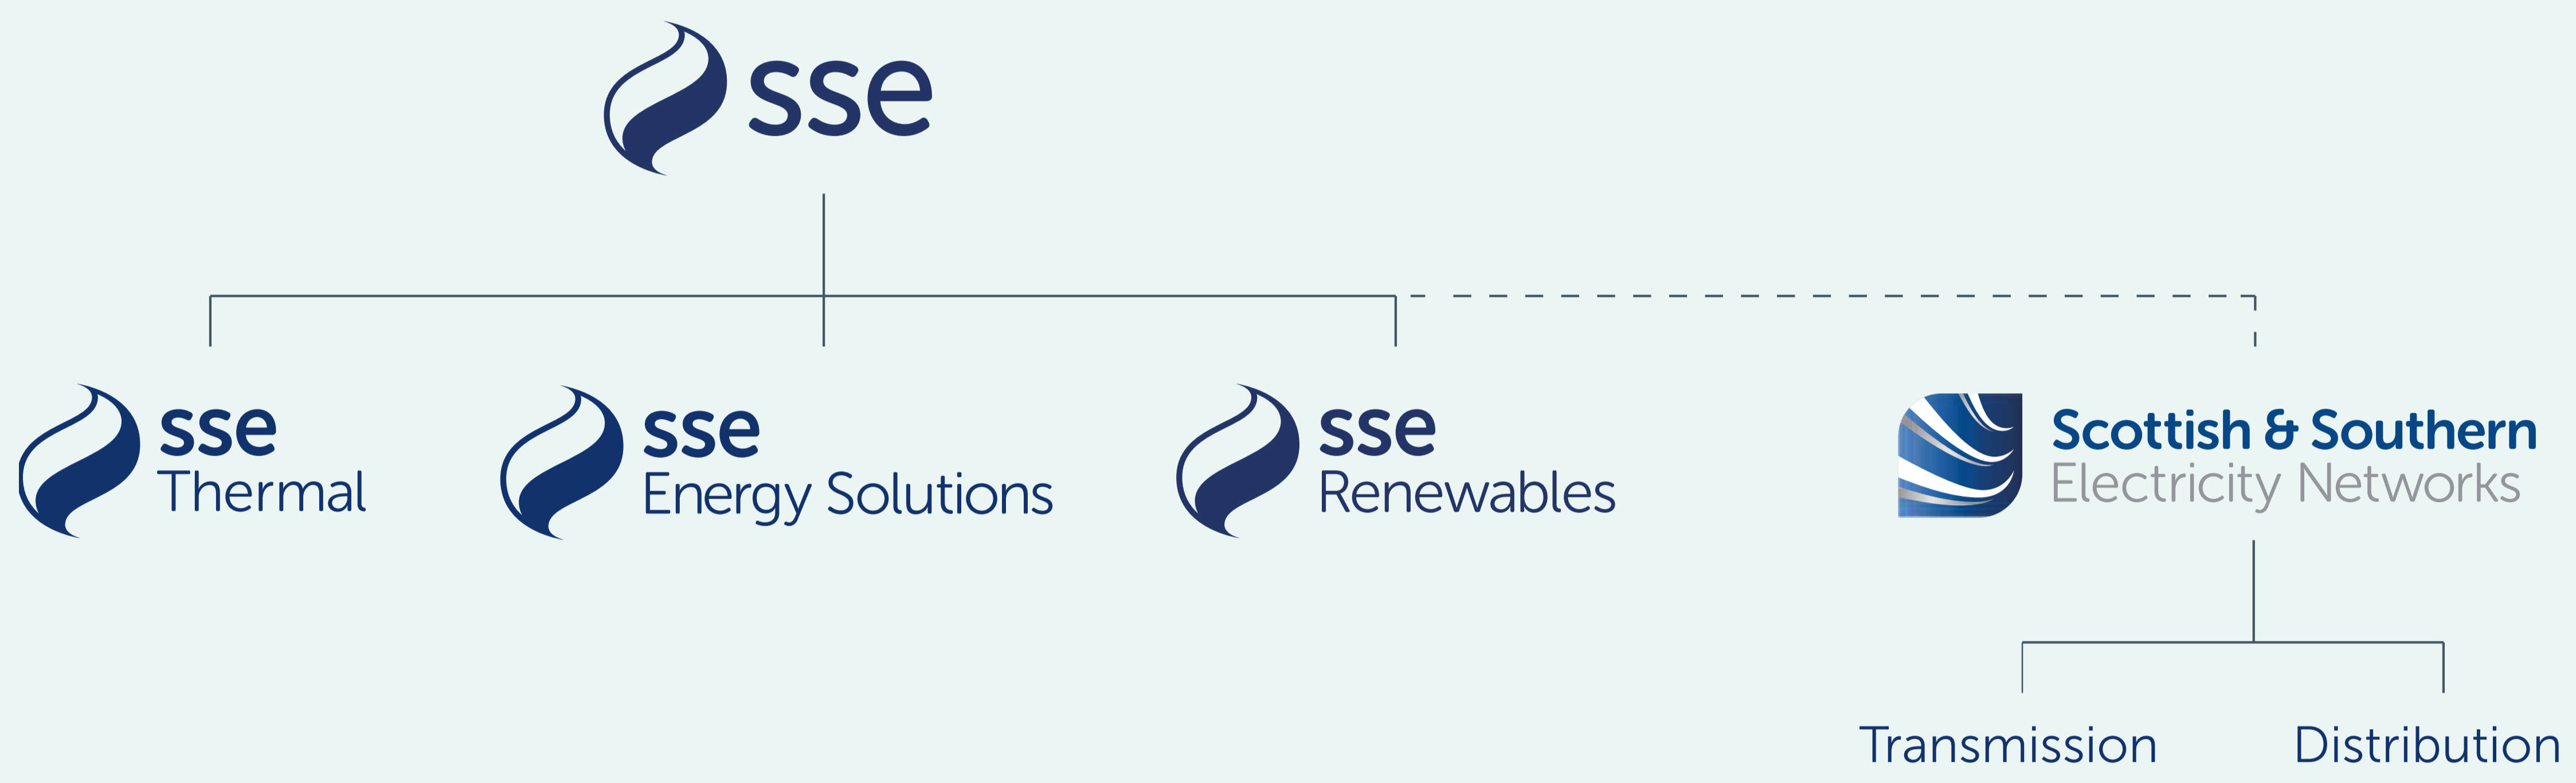 sse
sse
Thermal
sse
Energy Solutions
sse
Renewables
Scottish & Southern
Electricity Networks
Transmission
Distribution